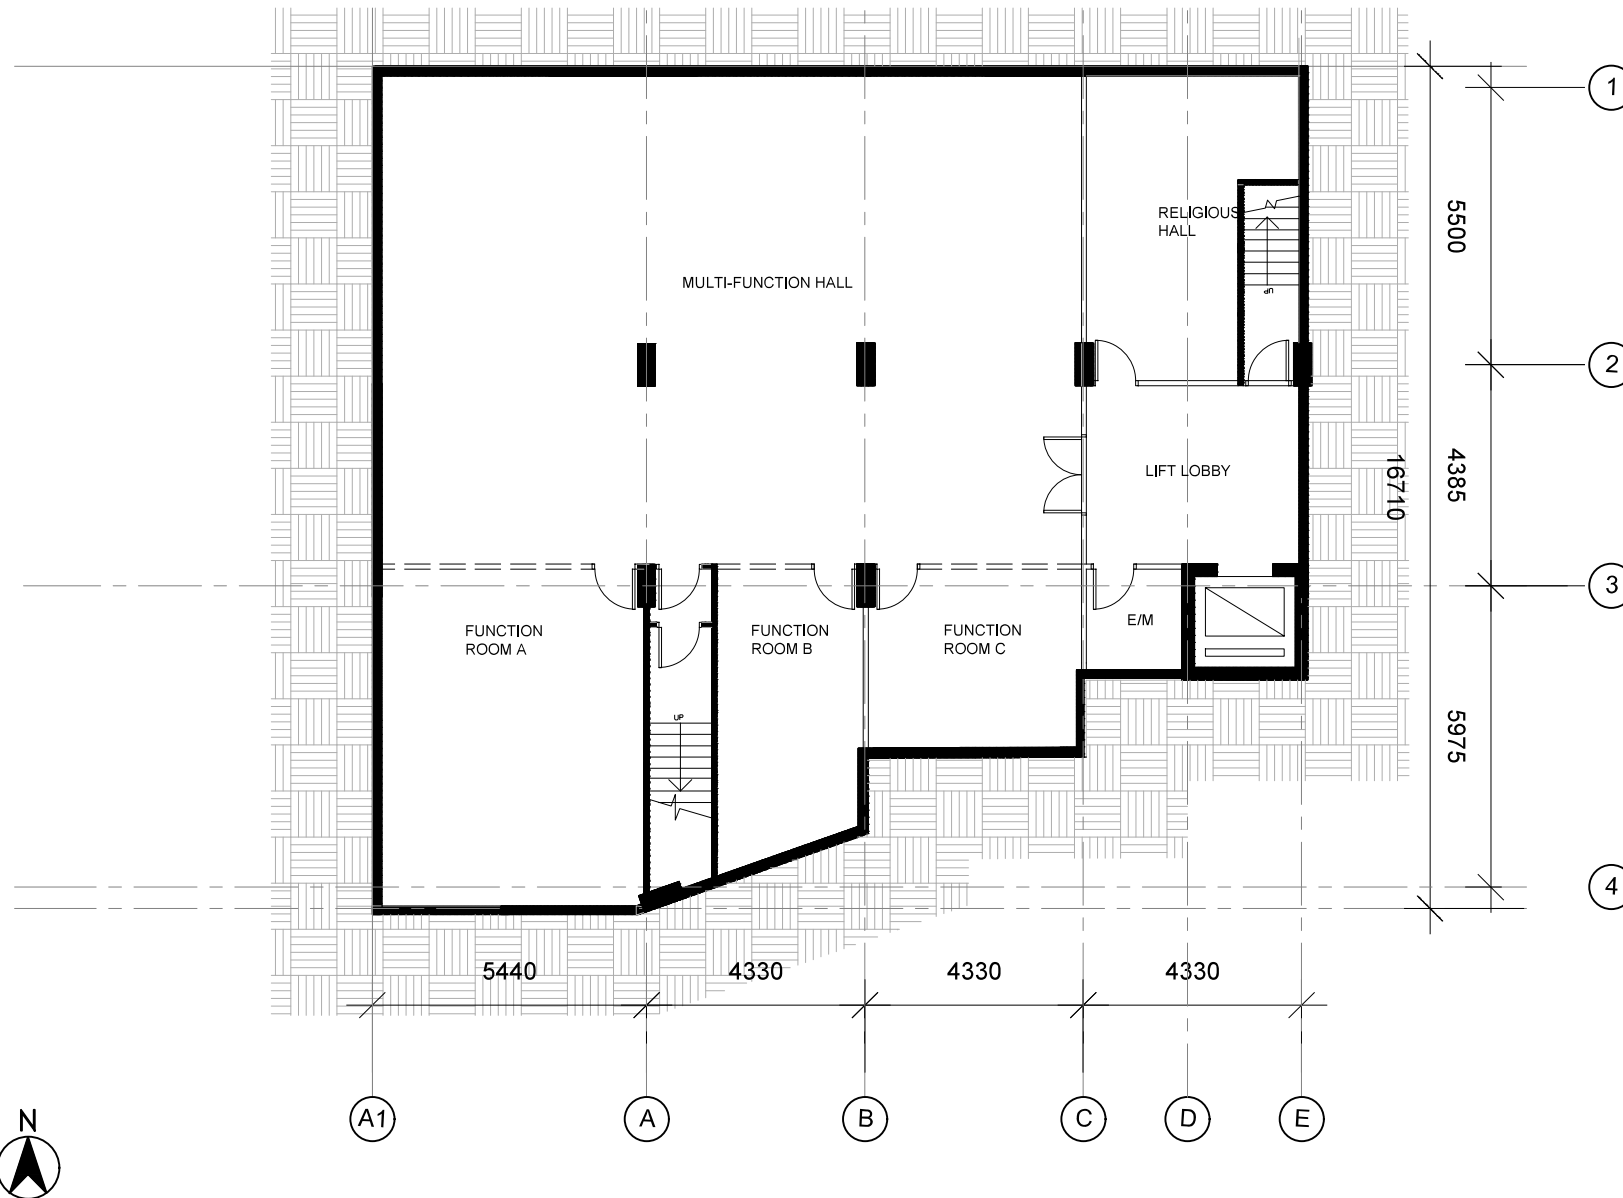 1
5500
RELIGIOUS
HALL
MULTI-FUNCTION HALL
UP
2
LIFT LOBBY
4385
16710
3
E/M
FUNCTION
ROOM A
FUNCTION
ROOM B
FUNCTION
ROOM C
UP
5975
4
5440
4330
4330
4330
A1
A
B
C
D
E
N